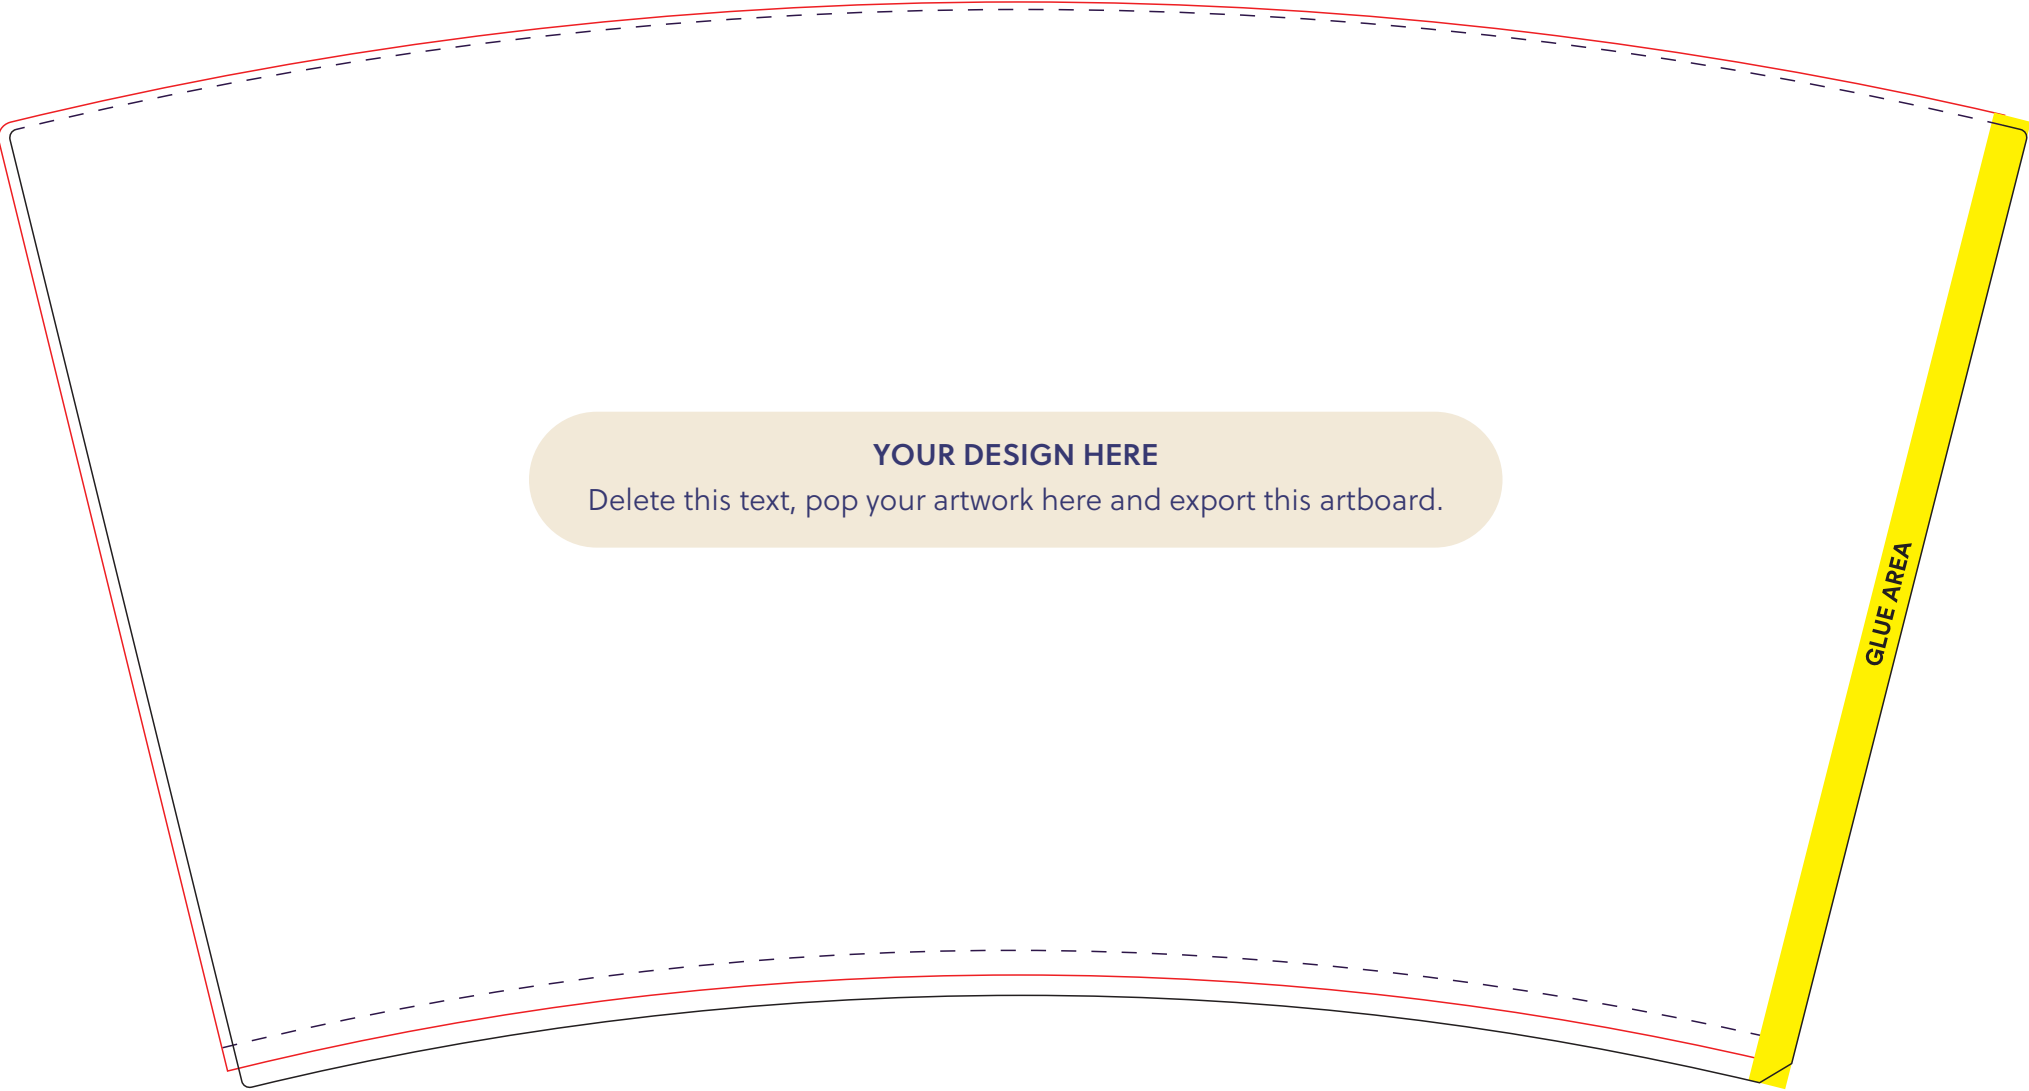 YOUR DESIGN HERE
Delete this text, pop your artwork here and export this artboard.
GLUE AREA